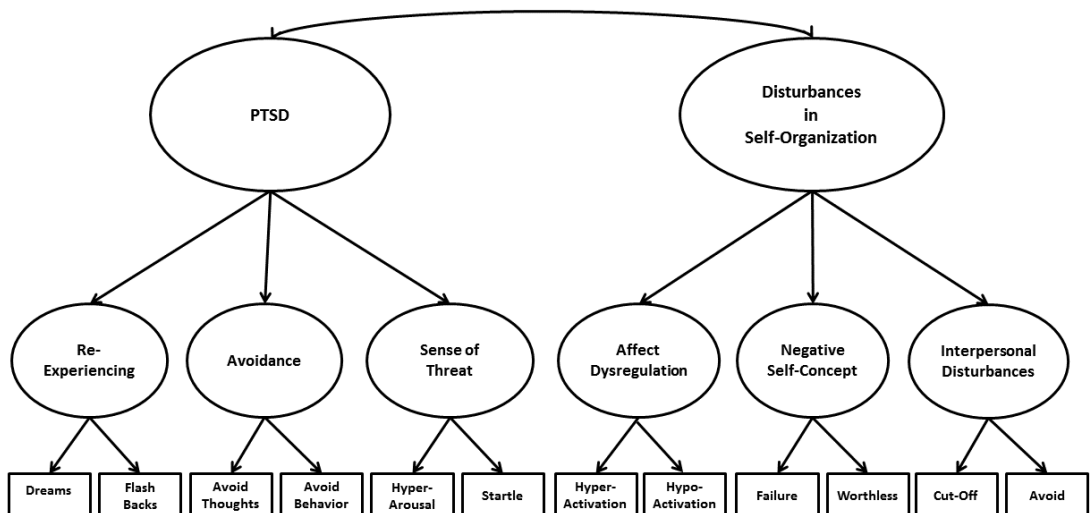 PTSD
Disturbances
in
Self-Organization
Re-
Experiencing
Avoidance
Sense of
Threat
Affect
Dysregulation
Negative
Self-Concept
Interpersonal
Disturbances
Dreams
Flash
Backs
Avoid
Thoughts
Avoid
Behavior
Hyper-
Arousal
Startle
Hyper-
Activation
Hypo-
Activation
Failure
Worthless
Cut-Off
Avoid